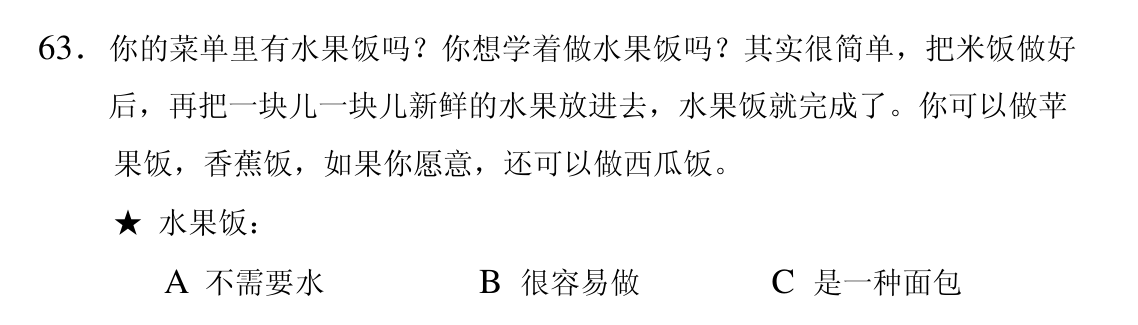 63．你的菜单里有水果饭吗？你想学着做水果饭吗？其实很简单，把米饭做好
后，再把一块儿一块儿新鲜的水果放进去，水果饭就完成了。你可以做苹
果饭，香蕉饭，如果你愿意，还可以做西瓜饭。
★ 水果饭：
A 不需要水 B 很容易做 C 是一种面包